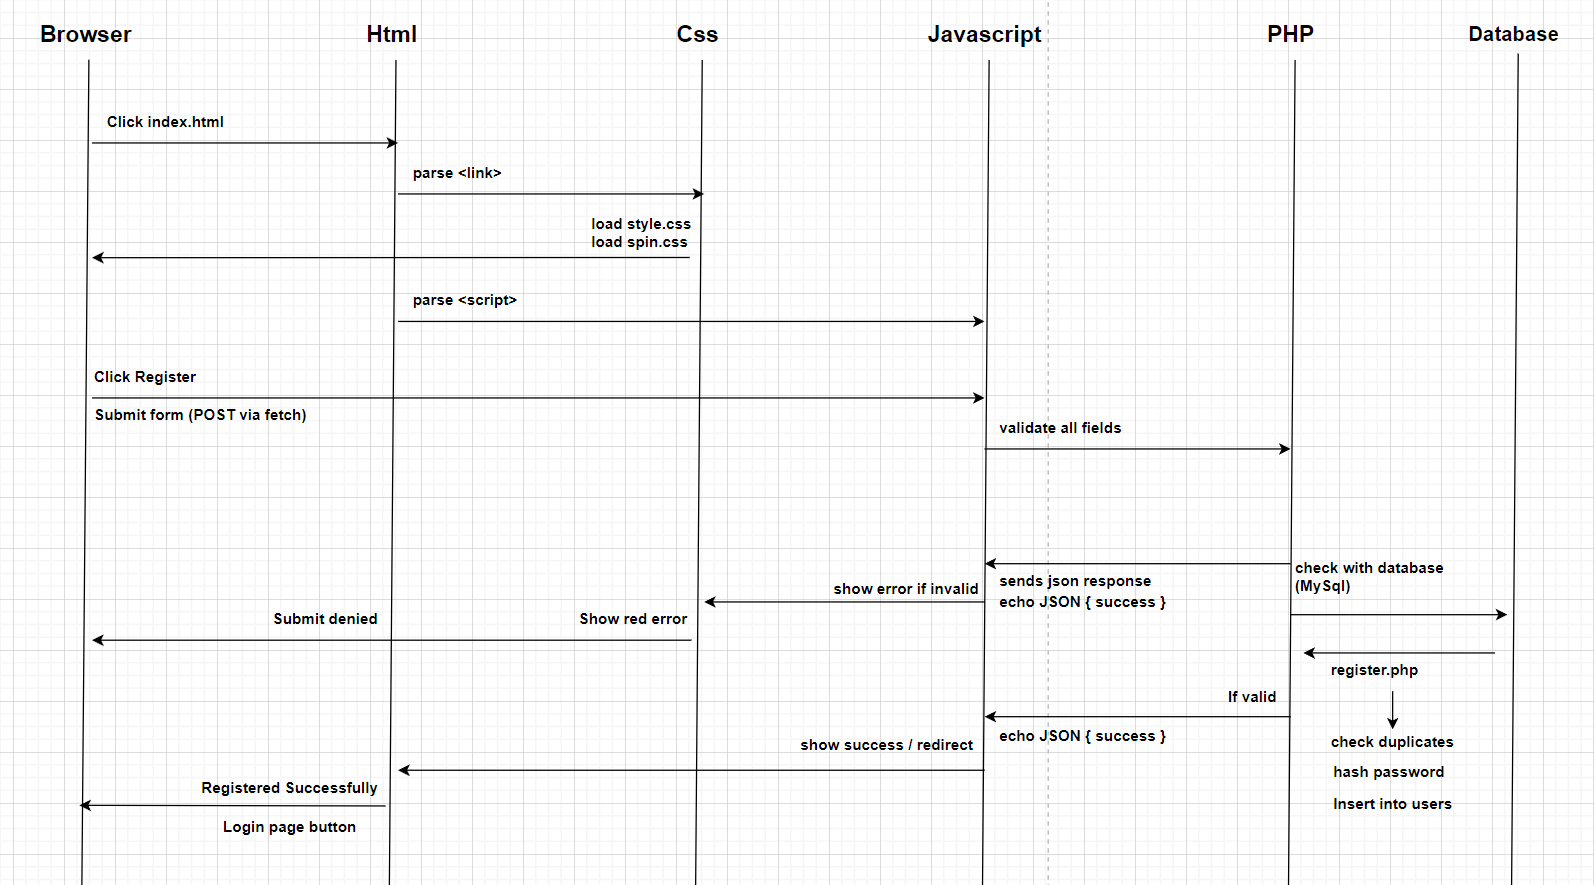 Browser
Html
Css
Javascript
PHP
Database
Click index.html
parse <link>
load style.css
load spin.css
parse <script>
Click Register
Submit form (POST via fetch)
validate all fields
check with database
(MySql)
sends json response
echo JSON { success }
show error if invalid
Show red error
Submit denied
register.php
If valid
echo JSON { success }
check duplicates
show success / redirect
hash password
Registered Successfully
Insert into users
Login page button